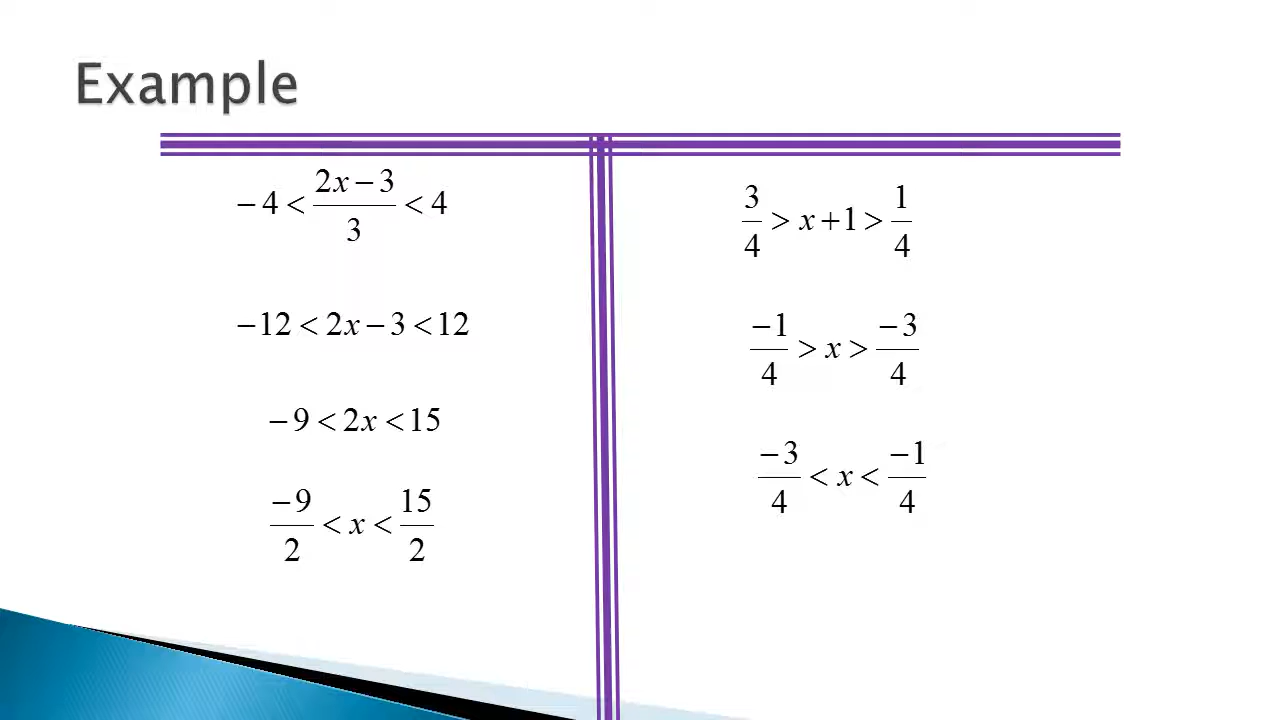 Example
−4 < (2x − 3)/3 < 4
−12 < 2x − 3 < 12
−9 < 2x < 15
−9/2 < x < 15/2
3/4 > x + 1 > 1/4
−1/4 > x > −3/4
−3/4 < x < −1/4